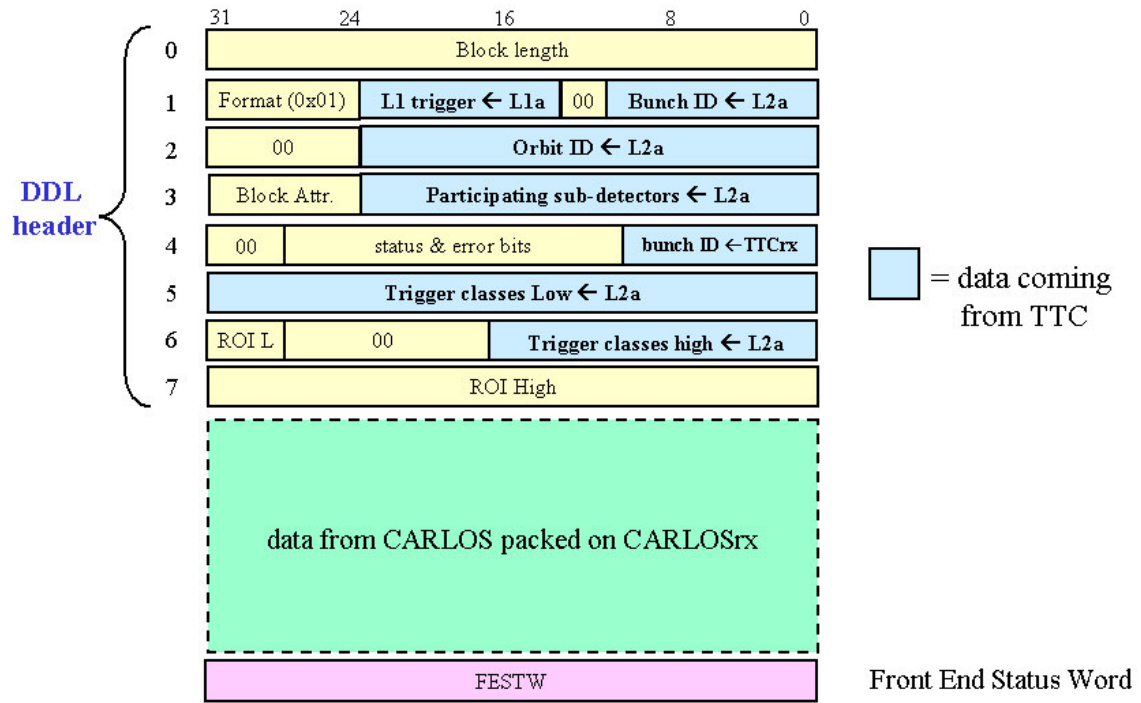 31 24 16 8 0
0 Block length
1 Format (0x01) L1 trigger ← L1a 00 Bunch ID ← L2a
2 00 Orbit ID ← L2a
DDL header
3 Block Attr. Participating sub-detectors ← L2a
4 00 status & error bits bunch ID ←TTCrx
5 Trigger classes Low ← L2a
6 ROI L 00 Trigger classes high ← L2a
7 ROI High
= data coming
from TTC
data from CARLOS packed on CARLOSrx
FESTW
Front End Status Word